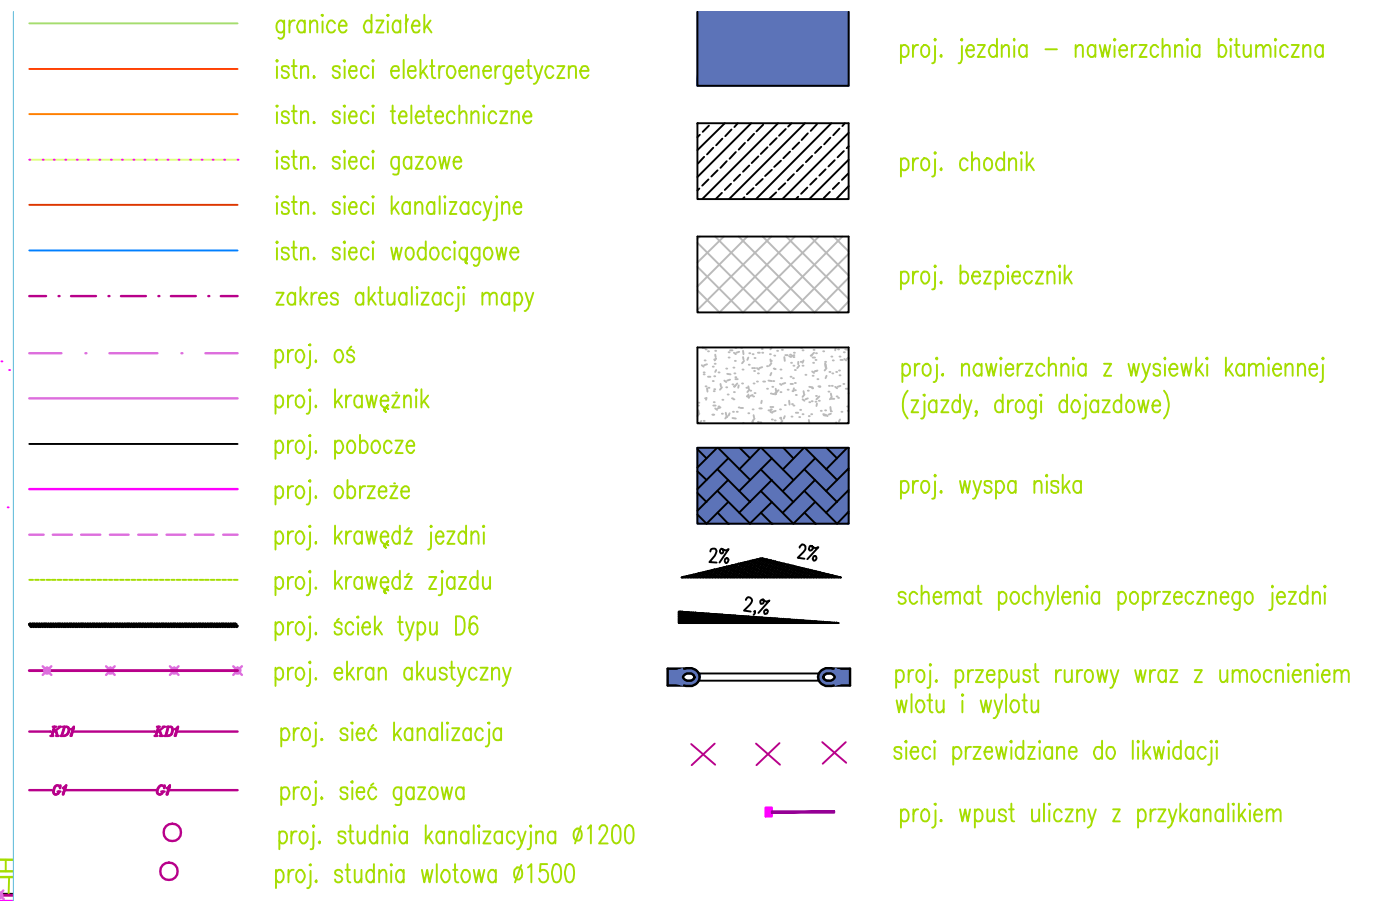 granice działek
istn. sieci elektroenergetyczne
istn. sieci teletechniczne
istn. sieci gazowe
istn. sieci kanalizacyjne
istn. sieci wodociągowe
zakres aktualizacji mapy
proj. oś
proj. krawężnik
proj. pobocze
proj. obrzeże
proj. krawędź jezdni
proj. krawędź zjazdu
proj. ściek typu D6
proj. ekran akustyczny
KD1 KD1 proj. sieć kanalizacja
G1 G1 proj. sieć gazowa
proj. studnia kanalizacyjna Ø1200
proj. studnia wlotowa Ø1500
proj. jezdnia – nawierzchnia bitumiczna
proj. chodnik
proj. bezpiecznik
proj. nawierzchnia z wysiewki kamiennej
(zjazdy, drogi dojazdowe)
proj. wyspa niska
2% 2%
2,%
schemat pochylenia poprzecznego jezdni
proj. przepust rurowy wraz z umocnieniem
wlotu i wylotu
sieci przewidziane do likwidacji
proj. wpust uliczny z przykanalikiem